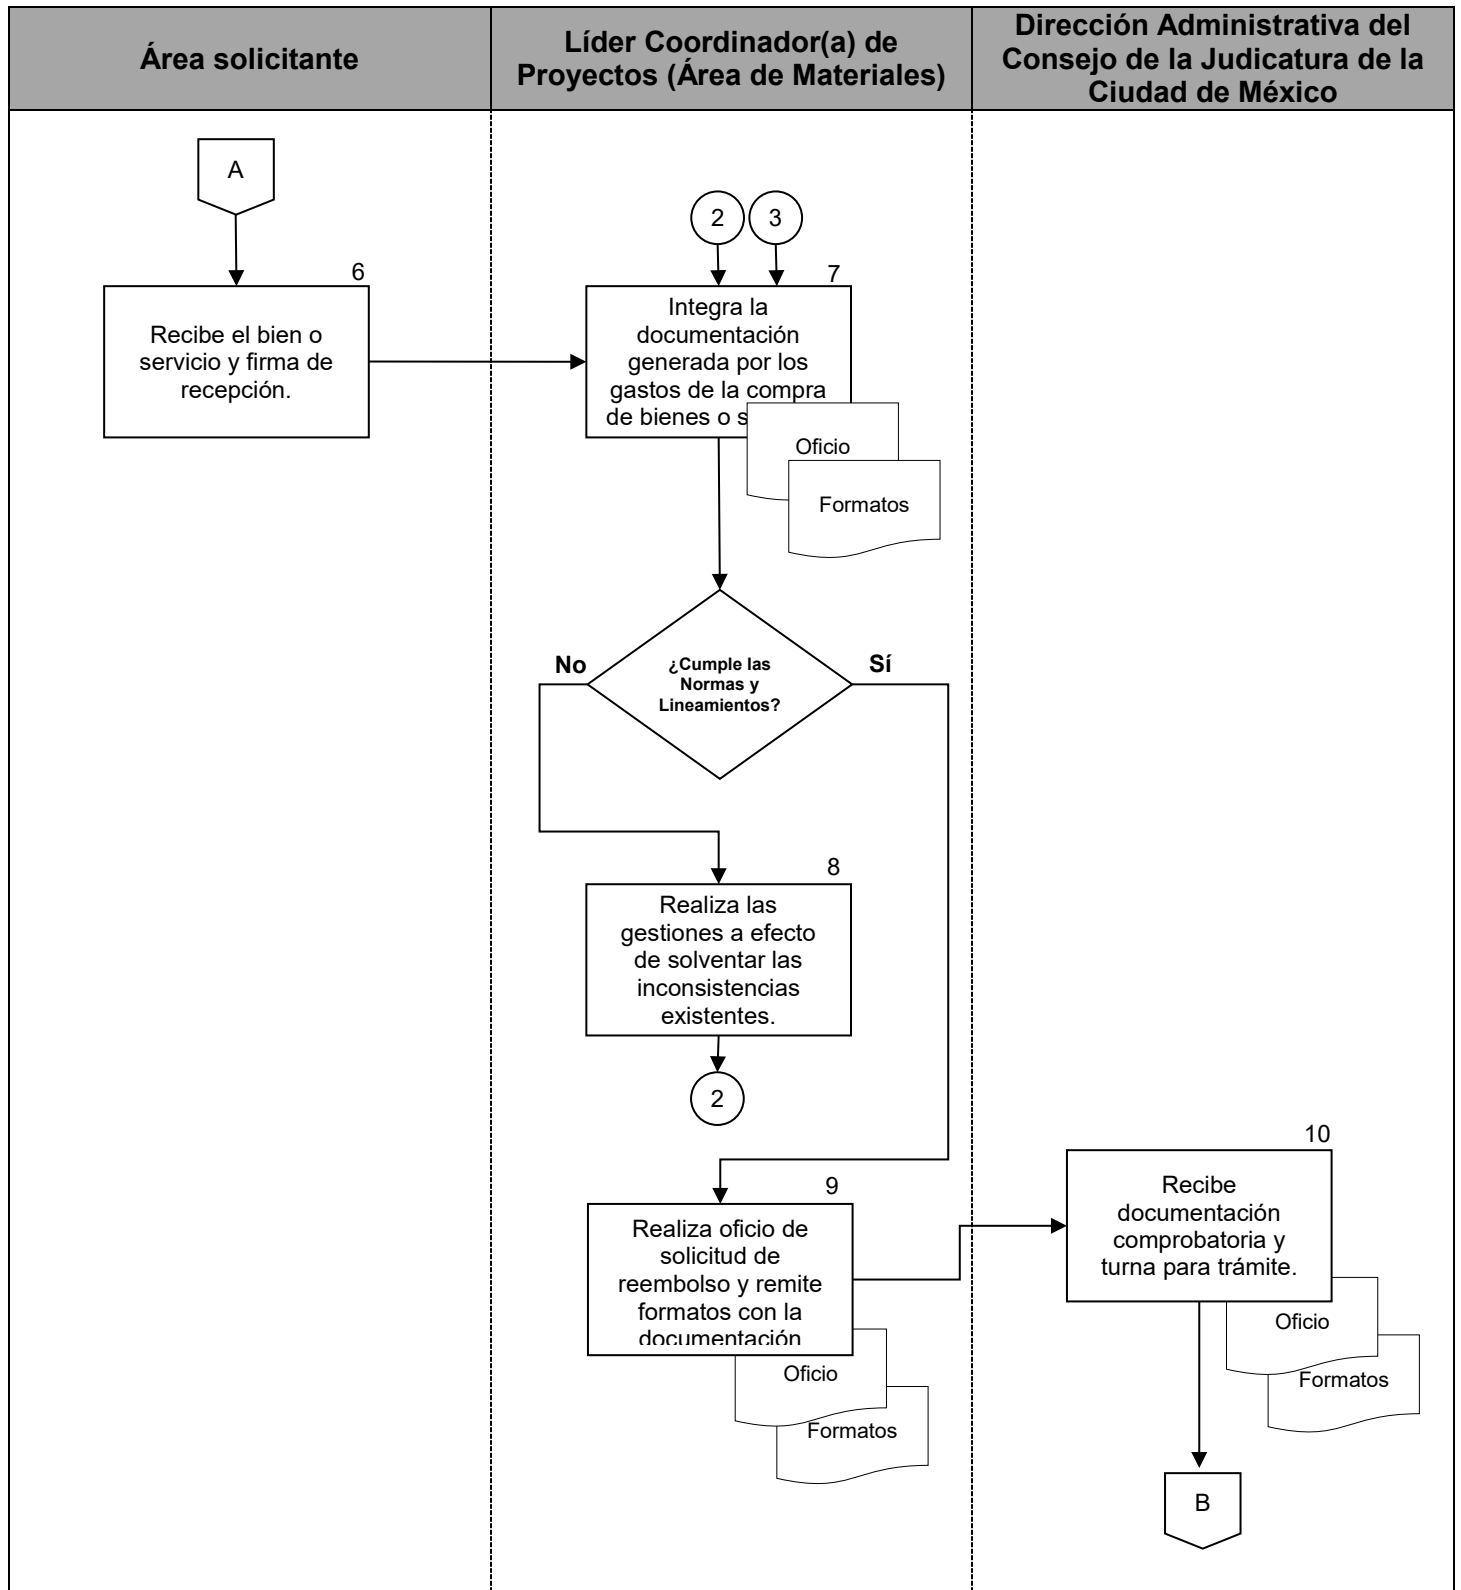 Área solicitante
Líder Coordinador(a) de
Proyectos (Área de Materiales)
Dirección Administrativa del
Consejo de la Judicatura de la
Ciudad de México
A
2
3
6
Recibe el bien o
servicio y firma de
recepción.
7
Integra la
documentación
generada por los
gastos de la compra
de bienes o
Oficio
Formatos
No
¿Cumple las
Normas y
Lineamientos?
Sí
8
Realiza las
gestiones a efecto
de solventar las
inconsistencias
existentes.
2
9
Realiza oficio de
solicitud de
reembolso y remite
formatos con la
documentación
Oficio
Formatos
10
Recibe
documentación
comprobatoria y
turna para trámite.
Oficio
Formatos
B